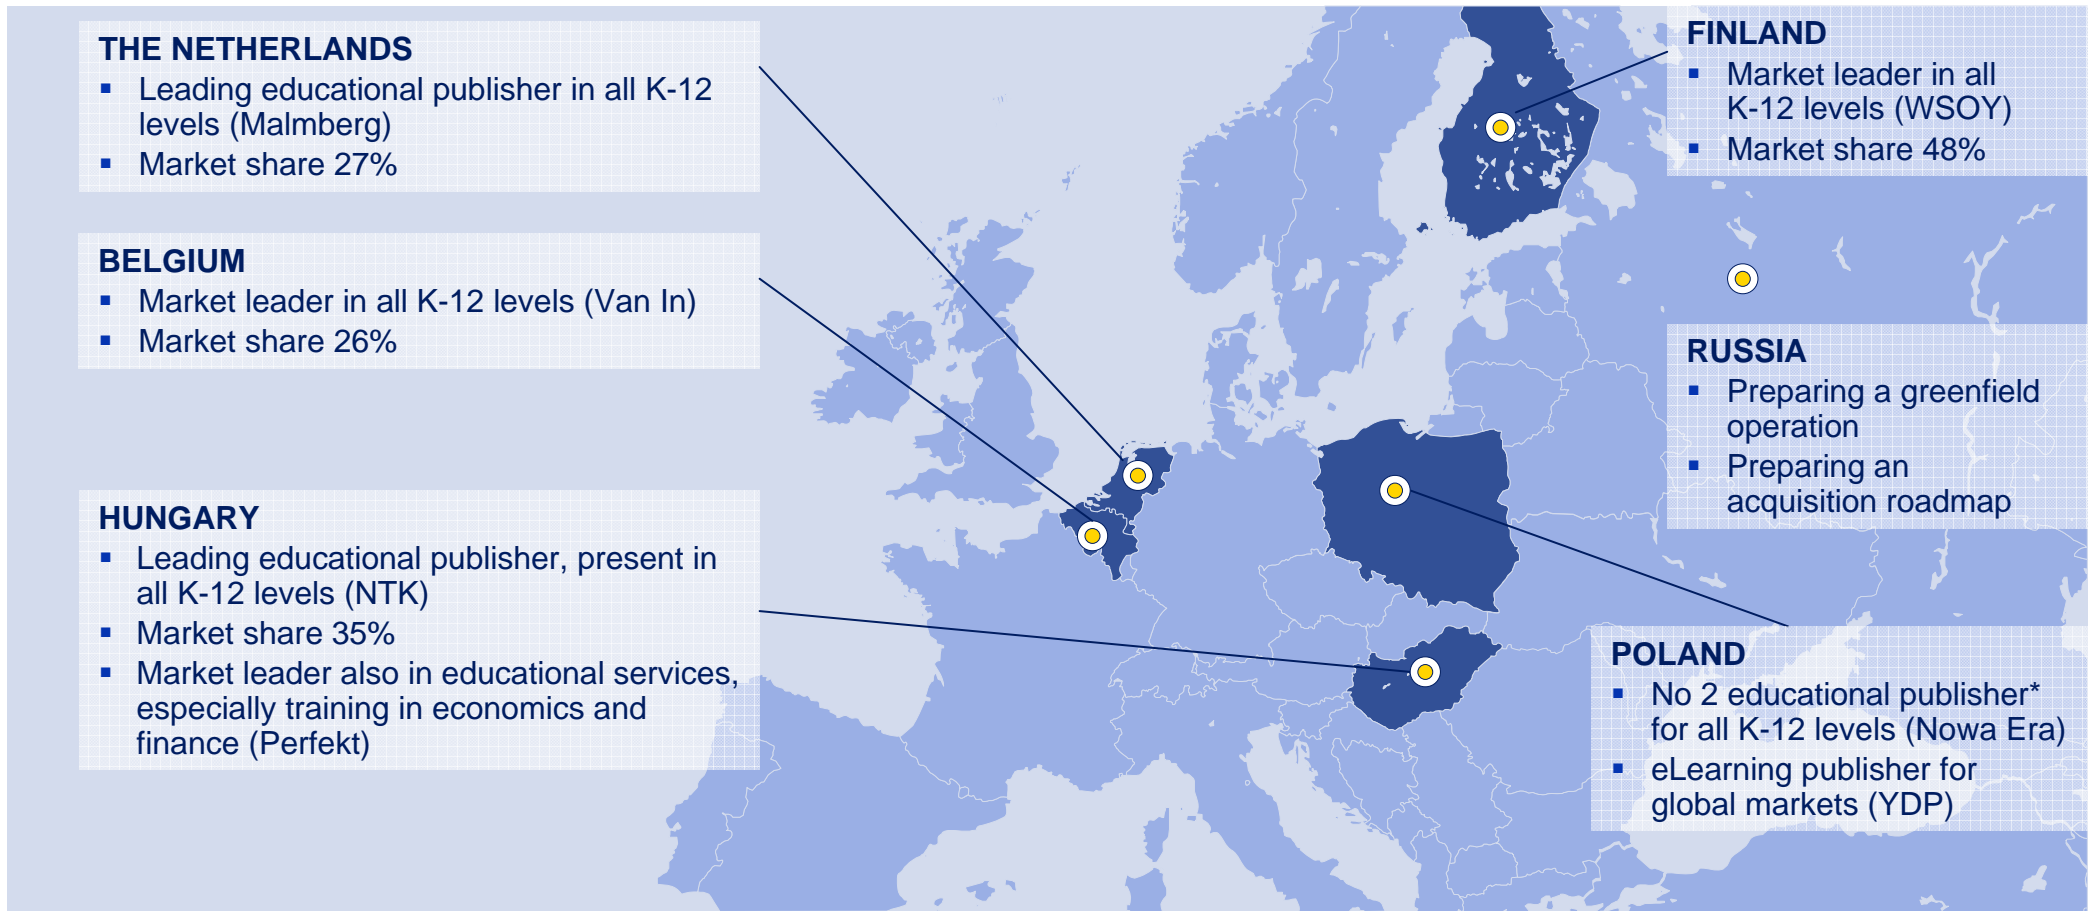 THE NETHERLANDS
▪ Leading educational publisher in all K-12
levels (Malmberg)
▪ Market share 27%
BELGIUM
▪ Market leader in all K-12 levels (Van In)
▪ Market share 26%
HUNGARY
▪ Leading educational publisher, present in
all K-12 levels (NTK)
▪ Market share 35%
▪ Market leader also in educational services,
especially training in economics and
finance (Perfekt)
FINLAND
▪ Market leader in all
K-12 levels (WSOY)
▪ Market share 48%
RUSSIA
▪ Preparing a greenfield
operation
▪ Preparing an
acquisition roadmap
POLAND
▪ No 2 educational publisher*
for all K-12 levels (Nowa Era)
▪ eLearning publisher for
global markets (YDP)